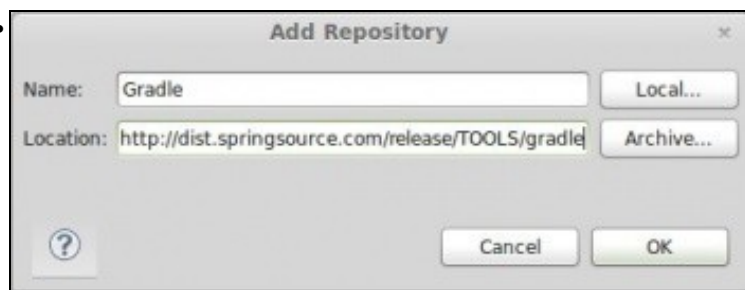 Add Repository ×
Name: Gradle Local...
Location: http://dist.springsource.com/release/TOOLS/gradle Archive...
? Cancel OK